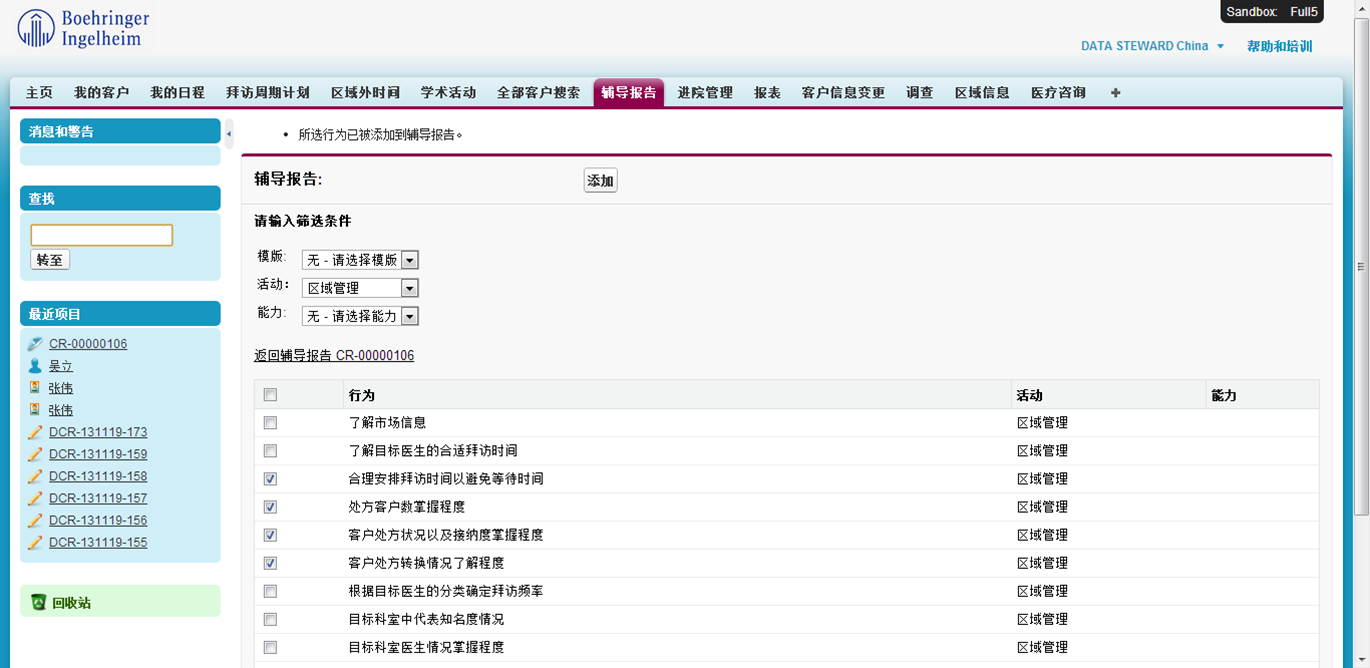 Boehringer
Ingelheim
Sandbox: Full5
DATA STEWARD China 帮助和培训
主页 我的客户 我的日程 拜访周期计划 区域外时间 学术活动 全部客户搜索 辅导报告 进院管理 报表 客户信息变更 调查 区域信息 医疗咨询 +
消息和警告
• 所选行为已被添加到辅导报告。
辅导报告: 添加
查找
转至
请输入筛选条件
模版: 无 - 请选择模版
活动: 区域管理
能力: 无 - 请选择能力
最近项目
CR-00000106
吴立
张伟
张伟
DCR-131119-173
DCR-131119-159
DCR-131119-158
DCR-131119-157
DCR-131119-156
DCR-131119-155
回收站
返回辅导报告 CR-00000106
行为 活动 能力
了解市场信息 区域管理
了解目标医生的合适拜访时间 区域管理
合理安排拜访时间以避免等待时间 区域管理
处方客户数掌握程度 区域管理
客户处方状况以及接纳度掌握程度 区域管理
客户处方转换情况了解程度 区域管理
根据目标医生的分类确定拜访频率 区域管理
目标科室中代表知名度情况 区域管理
目标科室医生情况掌握程度 区域管理